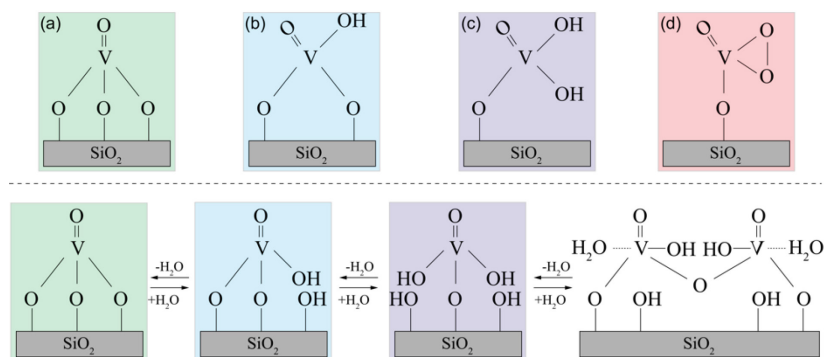 (a)
O
V
O O O
SiO2
(b)
O OH
V
O O
SiO2
(c)
O OH
V
OH
O
SiO2
(d)
O O
V
O
O
SiO2
O
V
O O O
SiO2
-H2O
+H2O
O
V
OH
O O OH
SiO2
-H2O
+H2O
O
V
HO OH
HO O OH
SiO2
-H2O
+H2O
O O
H2O V OH HO V H2O
O
O OH OH O
SiO2